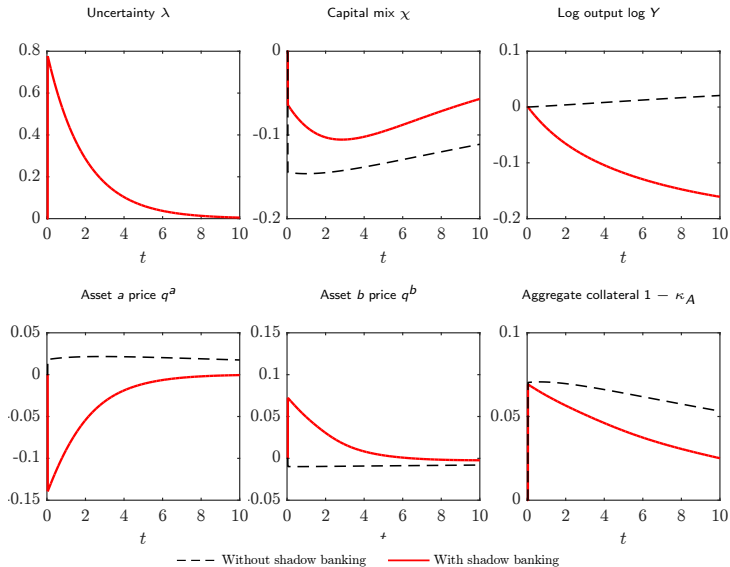 Uncertainty λ
Capital mix χ
Log output log Y
0.8
0.6
0.4
0.2
0
0 2 4 6 8 10
t
0
-0.1
-0.2
0 2 4 6 8 10
t
0.1
0
-0.1
-0.2
0 2 4 6 8 10
t
Asset a price q^a
Asset b price q^b
Aggregate collateral 1 − κ_A
0.05
0
-0.05
-0.1
-0.15
0 2 4 6 8 10
t
0.15
0.1
0.05
0
-0.05
0 2 4 6 8 10
0.1
0.05
0
0 2 4 6 8 10
t
Without shadow banking
With shadow banking